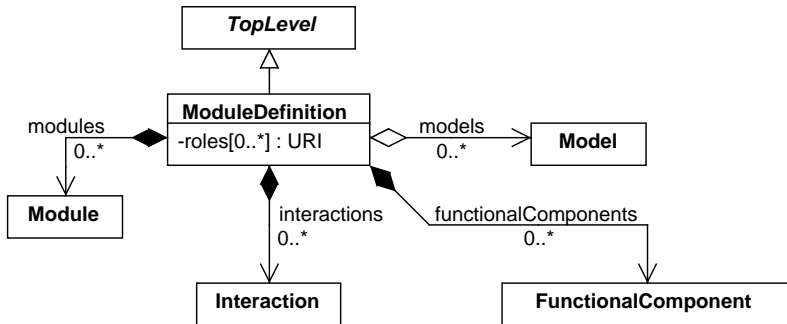 TopLevel
ModuleDefinition
-roles[0..*] : URI
modules
0..*
models
0..*
Model
Module
interactions
0..*
functionalComponents
0..*
Interaction
FunctionalComponent